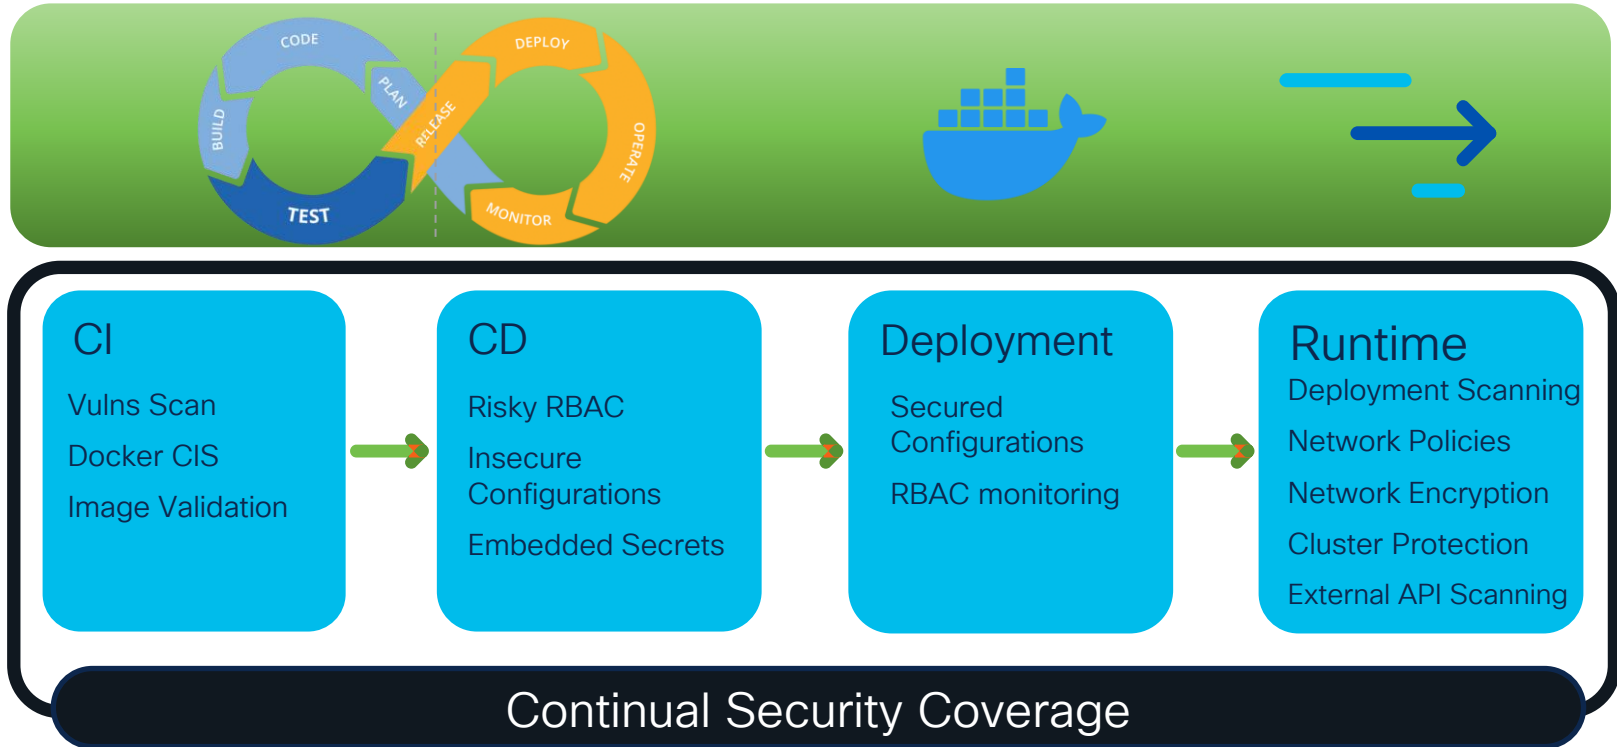 CODE
PLAN
BUILD
TEST
RELEASE
DEPLOY
OPERATE
MONITOR
CI
Vulns Scan
Docker CIS
Image Validation
CD
Risky RBAC
Insecure
Configurations
Embedded Secrets
Deployment
Secured
Configurations
RBAC monitoring
Runtime
Deployment Scanning
Network Policies
Network Encryption
Cluster Protection
External API Scanning
Continual Security Coverage